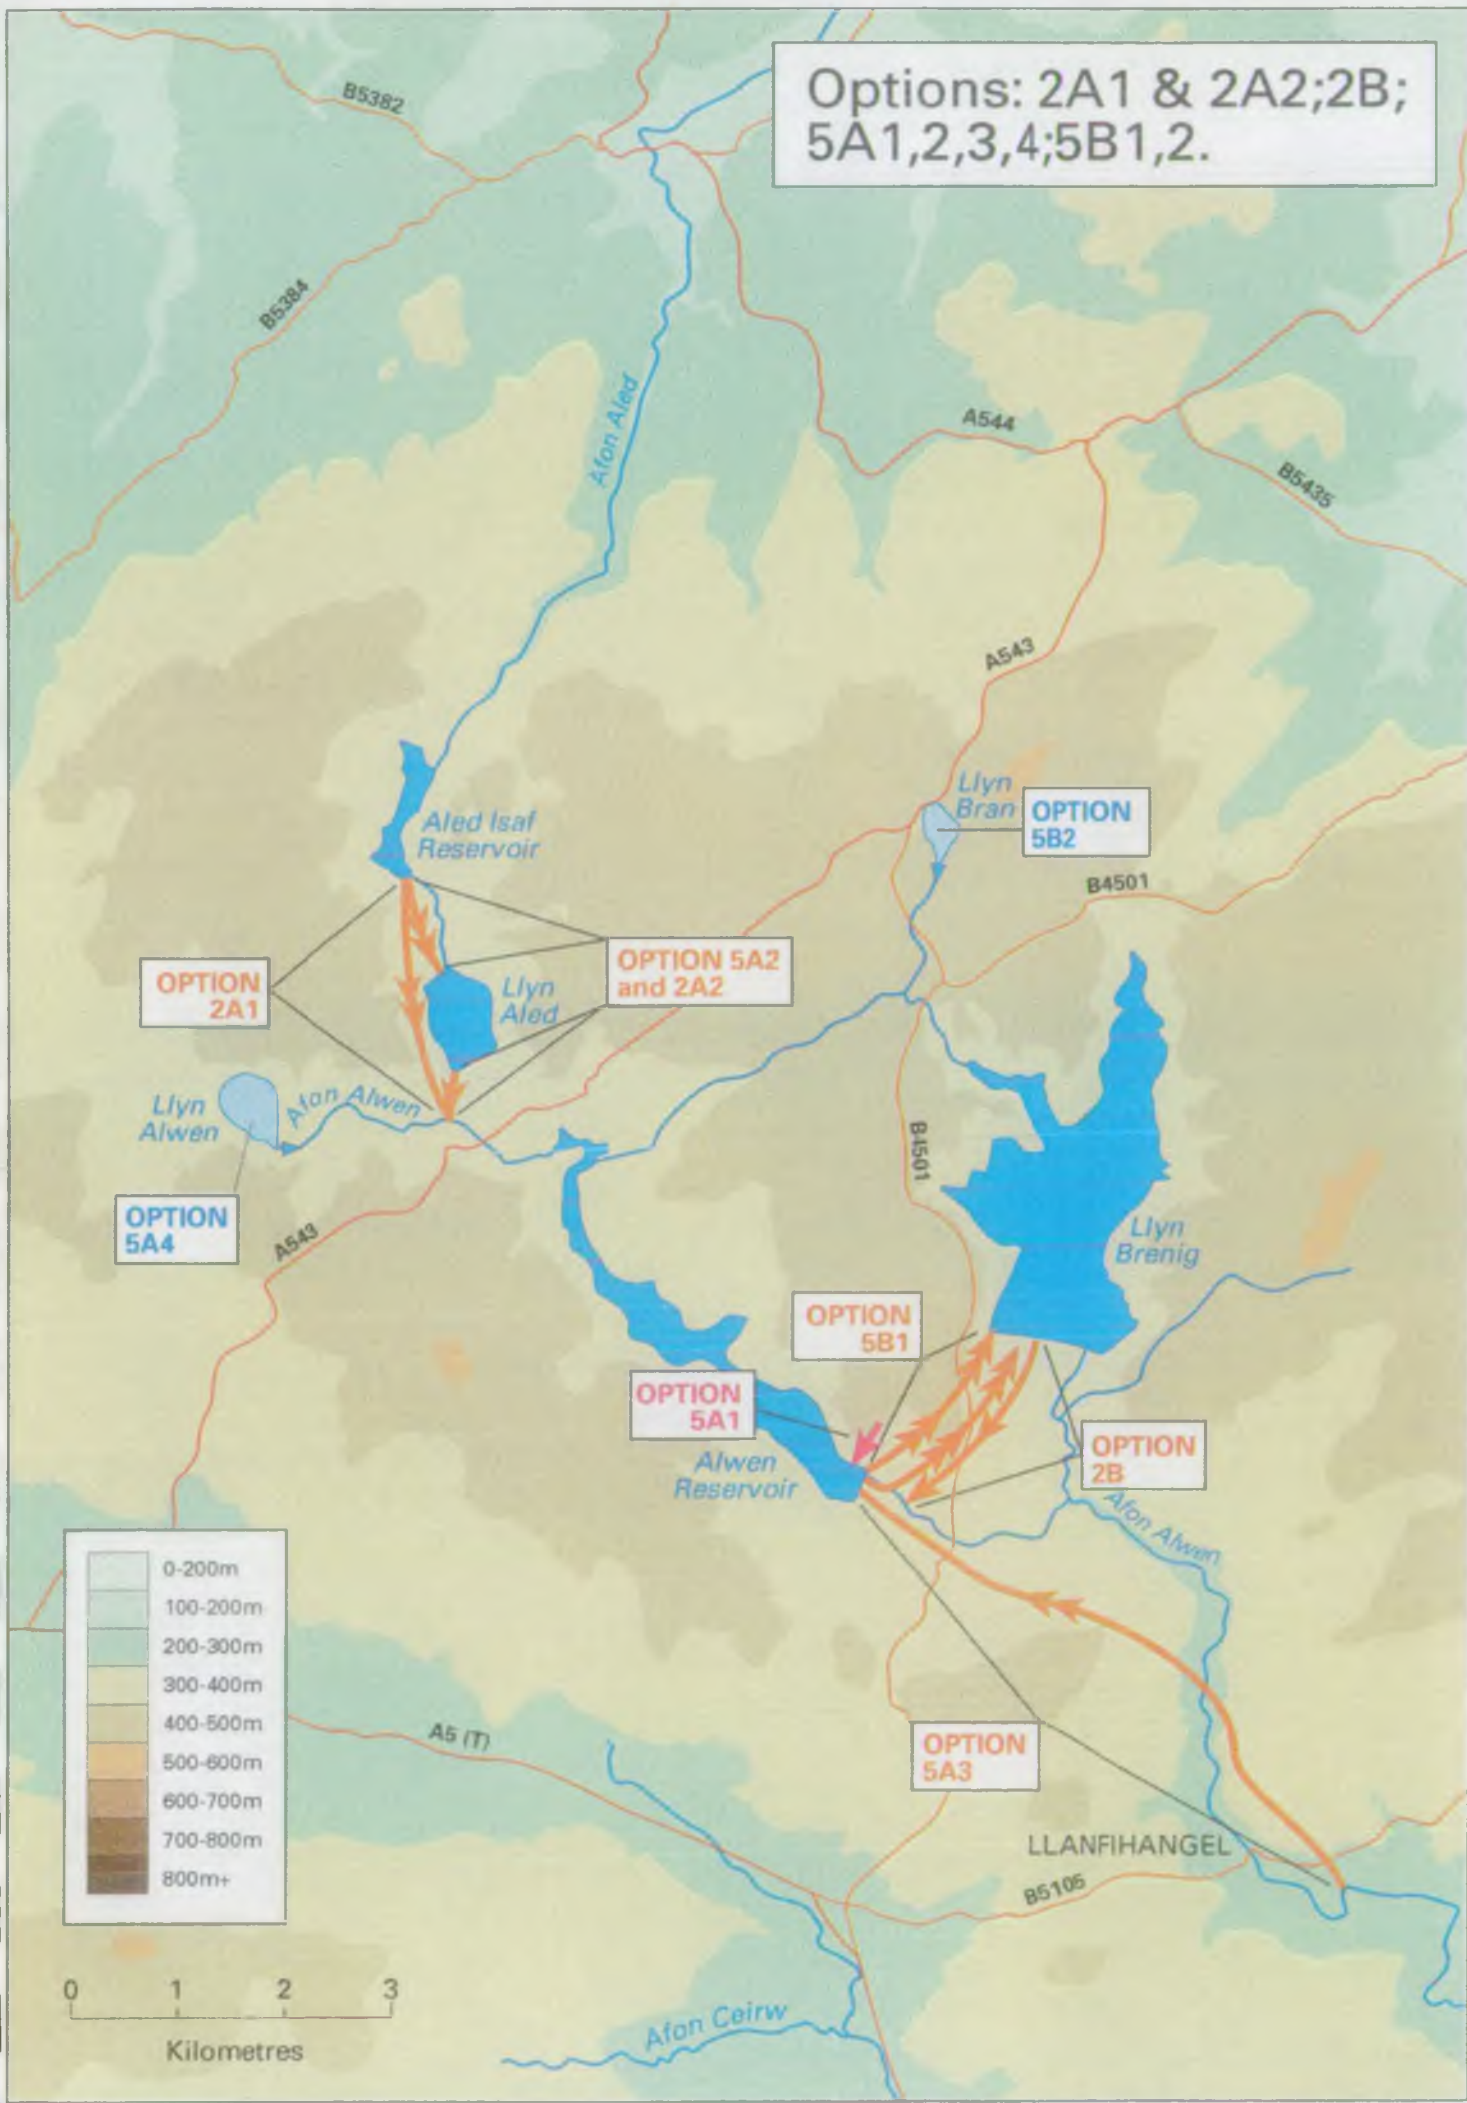 Options: 2A1 & 2A2;2B;
5A1,2,3,4;5B1,2.
B5382
B5384
Afon Aled
A544
B5435
A543
Llyn
Bran
OPTION
5B2
Aled Isaf
Reservoir
B4501
OPTION
2A1
OPTION 5A2
and 2A2
Llyn
Aled
Llyn
Alwen
Afon Alwen
OPTION
5A4
A543
B4501
Llyn
Brenig
OPTION
5B1
OPTION
5A1
Alwen
Reservoir
OPTION
2B
Afon Alwen
0-200m
100-200m
200-300m
300-400m
400-500m
500-600m
600-700m
700-800m
800m+
A5 (T)
OPTION
5A3
LLANFIHANGEL
B5105
0 1 2 3
Kilometres
Afon Ceirw